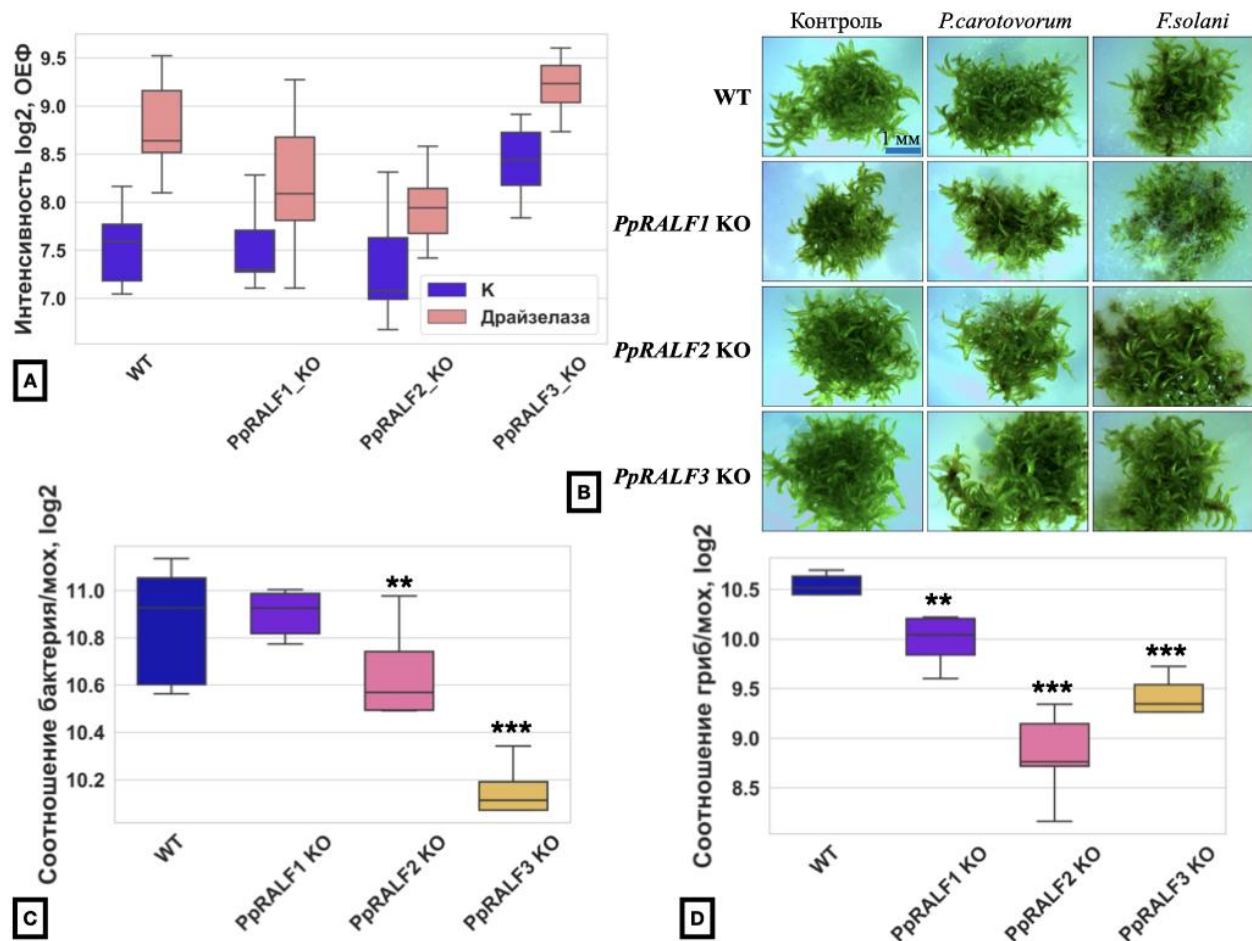 Интенсивность log2, ОЕФ
9.5
9.0
8.5
8.0
7.5
7.0
К
Драйзелаза
WT
PpRALF1_KO
PpRALF2_KO
PpRALF3_KO
A
Контроль P.carotovorum F.solani
WT
1 мм
PpRALF1 KO
PpRALF2 KO
PpRALF3 KO
B
Соотношение бактерия/мох, log2
11.0
10.8
10.6
10.4
10.2
**
***
WT
PpRALF1 KO
PpRALF2 KO
PpRALF3 KO
C
Соотношение гриб/мох, log2
10.5
10.0
9.5
9.0
8.5
**
***
***
WT
PpRALF1 KO
PpRALF2 KO
PpRALF3 KO
D